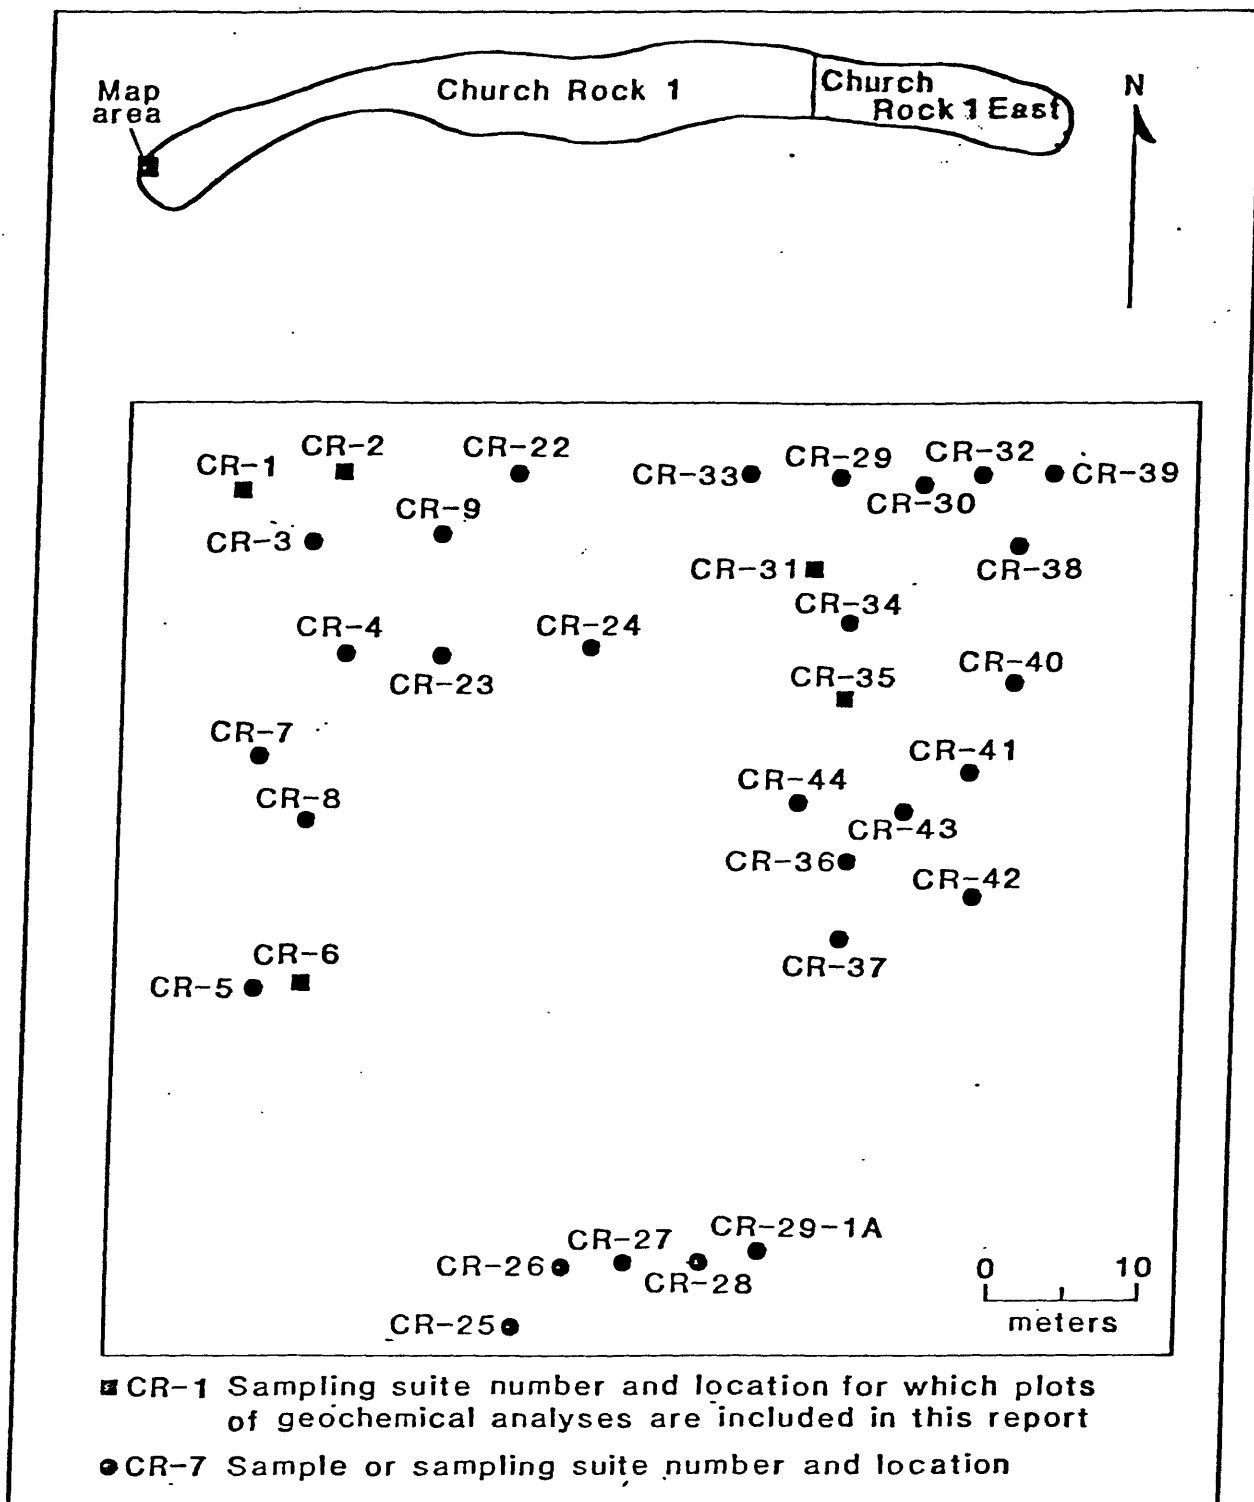 Map
area
Church Rock 1
Church
Rock 1 East
N
CR-1
CR-2
CR-22
CR-33
CR-29
CR-32
CR-39
CR-30
CR-9
CR-3
CR-31
CR-38
CR-34
CR-4
CR-24
CR-23
CR-35
CR-40
CR-7
CR-41
CR-44
CR-8
CR-43
CR-36
CR-42
CR-6
CR-37
CR-5
CR-29-1A
CR-27
CR-26
CR-28
CR-25
0 10
meters
CR-1 Sampling suite number and location for which plots
of geochemical analyses are included in this report
CR-7 Sample or sampling suite number and location